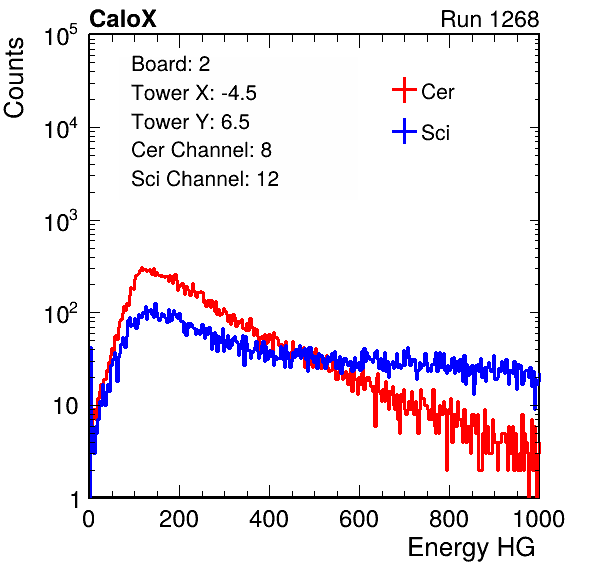 CaloX Run 1268
10^5
Board: 2
Tower X: -4.5
Tower Y: 6.5
Cer Channel: 8
Sci Channel: 12
Cer
Sci
Counts
10^4
10^3
10^2
10
1
0 200 400 600 800 1000
Energy HG